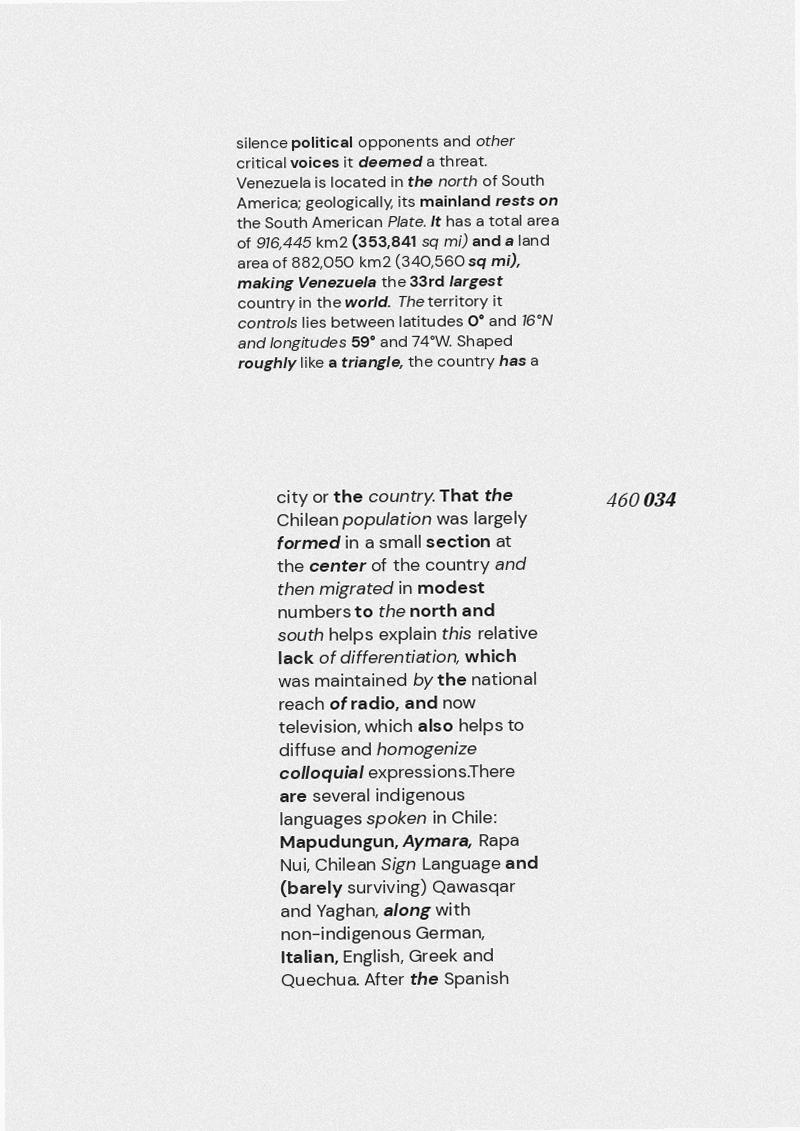 silence political opponents and other
critical voices it deemed a threat.
Venezuela is located in the north of South
America; geologically, its mainland rests on
the South American Plate. It has a total area
of 916,445 km2 (353,841 sq mi) and a land
area of 882,050 km2 (340,560 sq mi),
making Venezuela the 33rd largest
country in the world. The territory it
controls lies between latitudes 0° and 16°N
and longitudes 59° and 74°W. Shaped
roughly like a triangle, the country has a
city or the country. That the
Chilean population was largely
formed in a small section at
the center of the country and
then migrated in modest
numbers to the north and
south helps explain this relative
lack of differentiation, which
was maintained by the national
reach of radio, and now
television, which also helps to
diffuse and homogenize
colloquial expressions.There
are several indigenous
languages spoken in Chile:
Mapudungun, Aymara, Rapa
Nui, Chilean Sign Language and
(barely surviving) Qawasqar
and Yaghan, along with
non-indigenous German,
Italian, English, Greek and
Quechua. After the Spanish
460 034